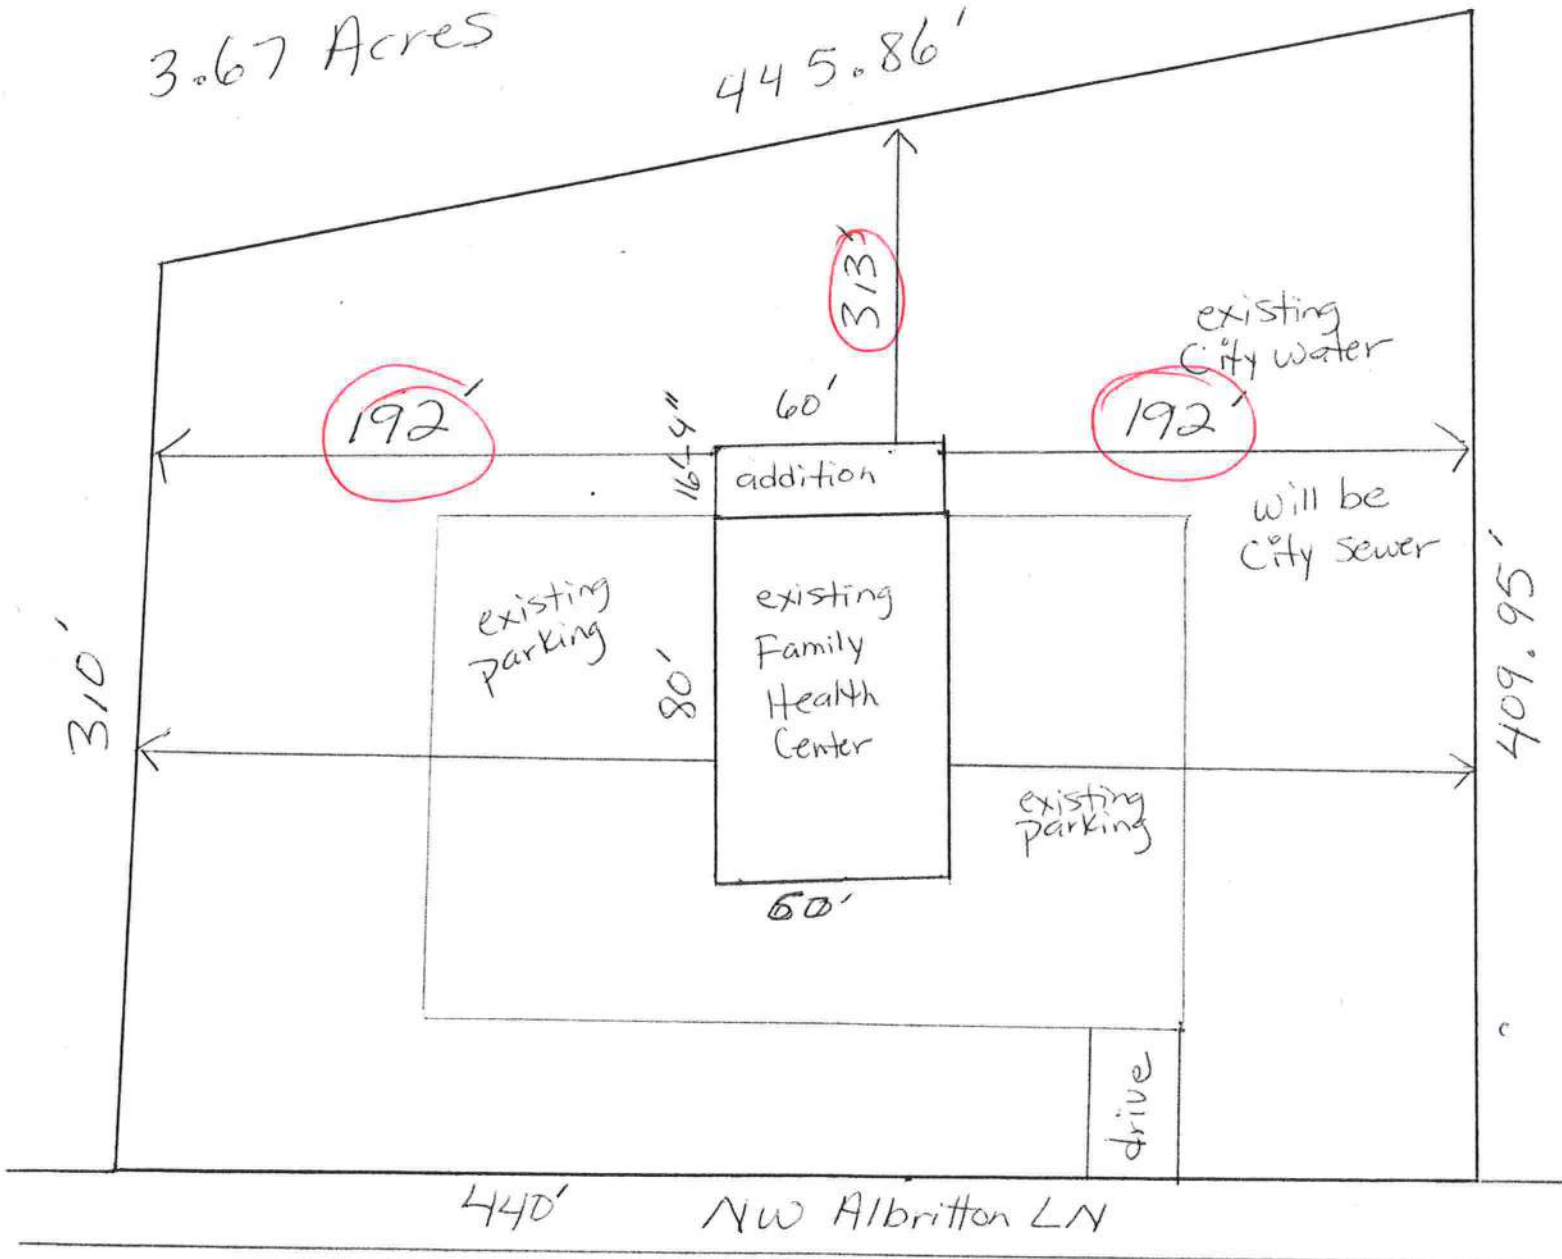 3.67 Acres
445.86'
313'
existing
City water
192'
60'
192'
16'-4"
addition
will be
City sewer
existing
parking
existing
Family
Health
Center
80'
310'
409.95'
existing
parking
60'
drive
440' NW Albritton LN